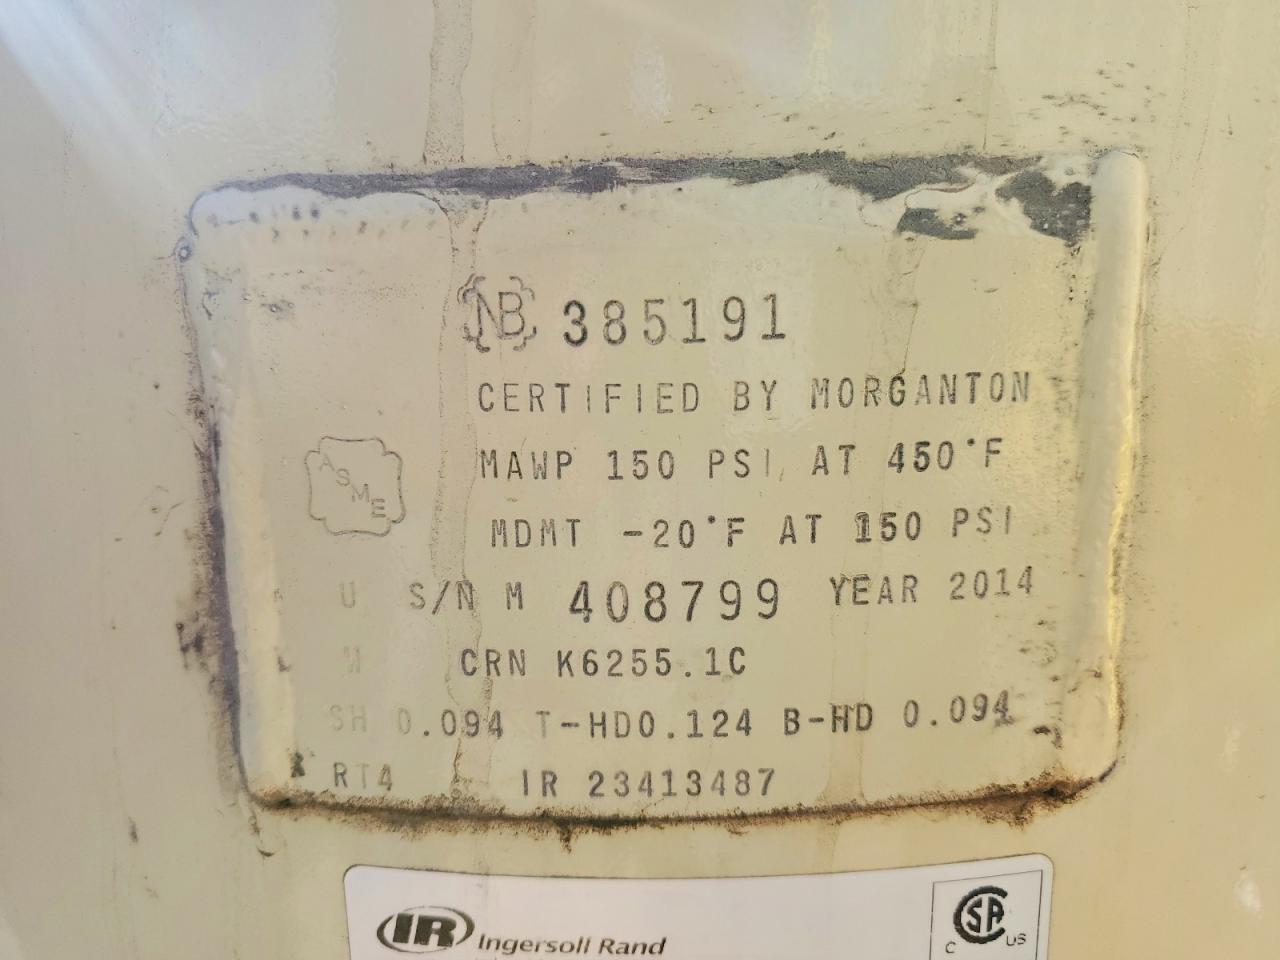 NB 385191
CERTIFIED BY MORGANTON
MAWP 150 PSI AT 450°F
ASME
MDMT -20°F AT 150 PSI
U S/N M 408799 YEAR 2014
W CRN K6255.1C
SH 0.094 T-HD0.124 B-HD 0.094
RT4 IR 23413487
IR Ingersoll Rand
C SA US